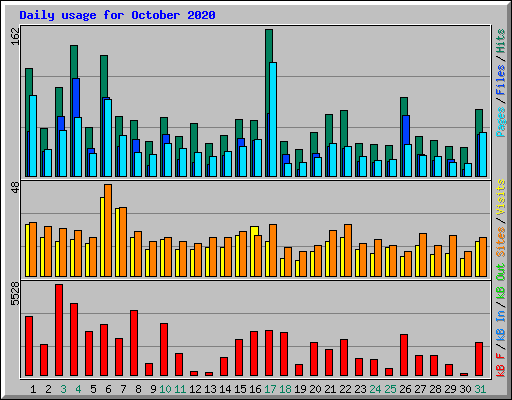 Daily usage for October 2020
162
Pages / Files / Hits
48
Sites / Visits
5528
kB F / kB In / kB Out
1 2 3 4 5 6 7 8 9 10 11 12 13 14 15 16 17 18 19 20 21 22 23 24 25 26 27 28 29 30 31